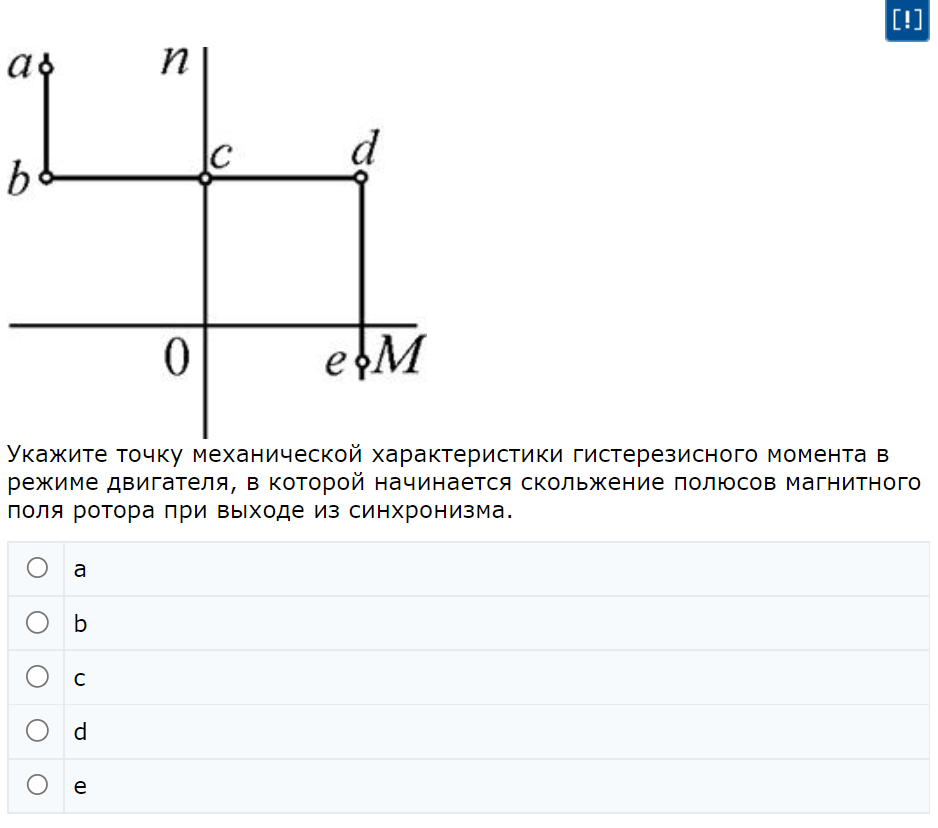 [!]
a n
c d
b
0 e M
Укажите точку механической характеристики гистерезисного момента в
режиме двигателя, в которой начинается скольжение полюсов магнитного
поля ротора при выходе из синхронизма.
a
b
c
d
e